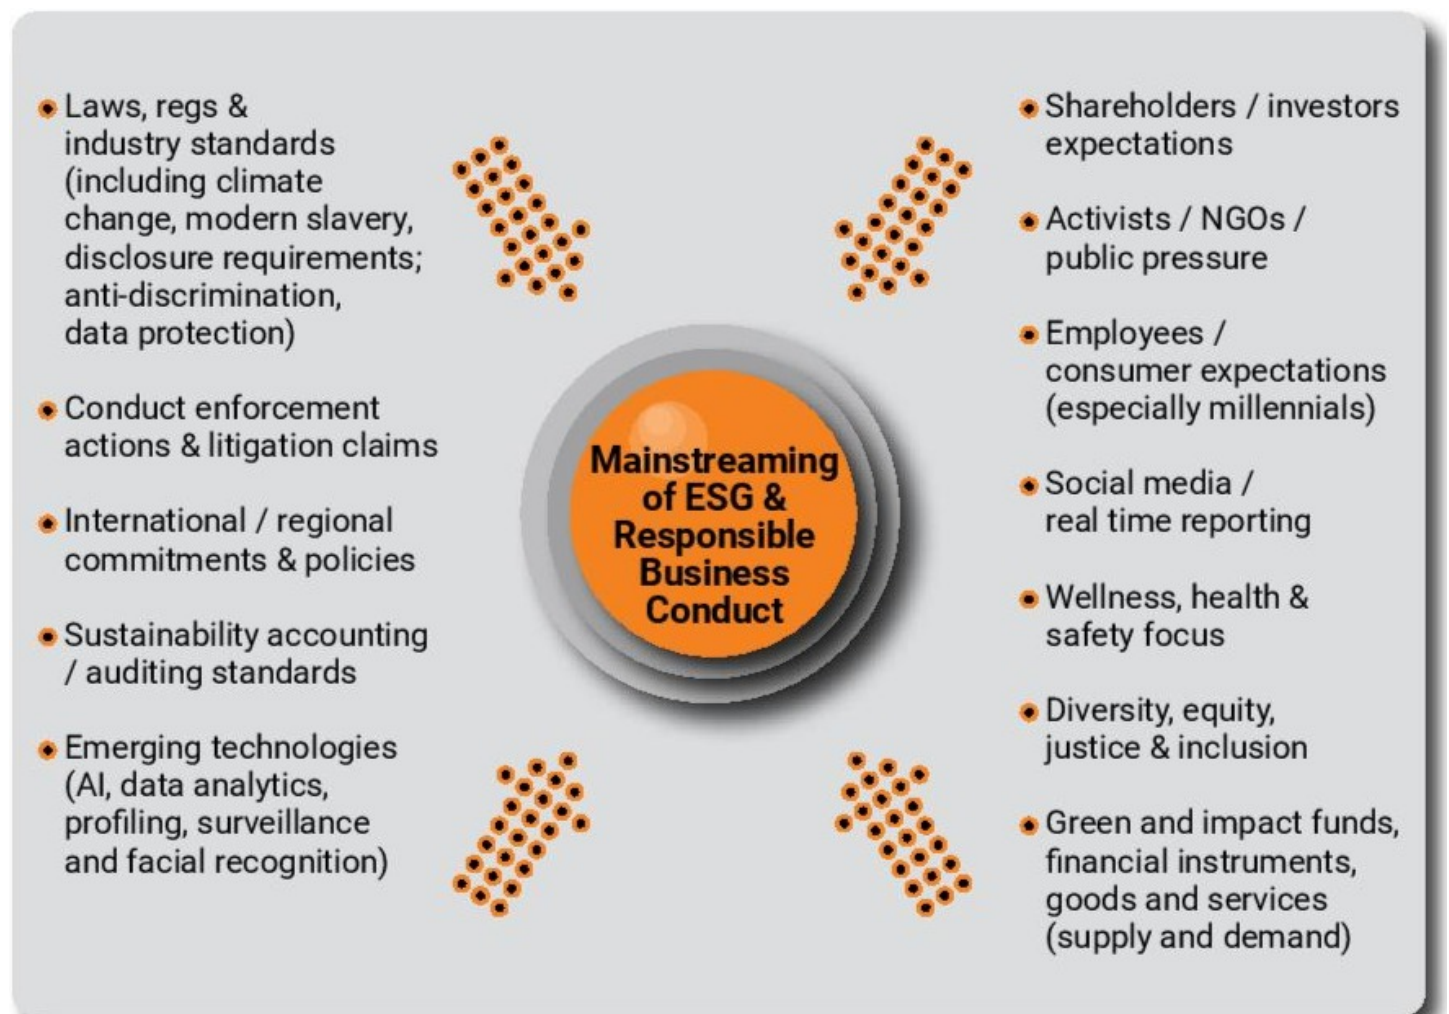 Laws, regs &
industry standards
(including climate
change, modern slavery,
disclosure requirements;
anti-discrimination,
data protection)
Conduct enforcement
actions & litigation claims
International / regional
commitments & policies
Sustainability accounting
/ auditing standards
Emerging technologies
(AI, data analytics,
profiling, surveillance
and facial recognition)
Mainstreaming
of ESG &
Responsible
Business
Conduct
Shareholders / investors
expectations
Activists / NGOs /
public pressure
Employees /
consumer expectations
(especially millennials)
Social media /
real time reporting
Wellness, health &
safety focus
Diversity, equity,
justice & inclusion
Green and impact funds,
financial instruments,
goods and services
(supply and demand)